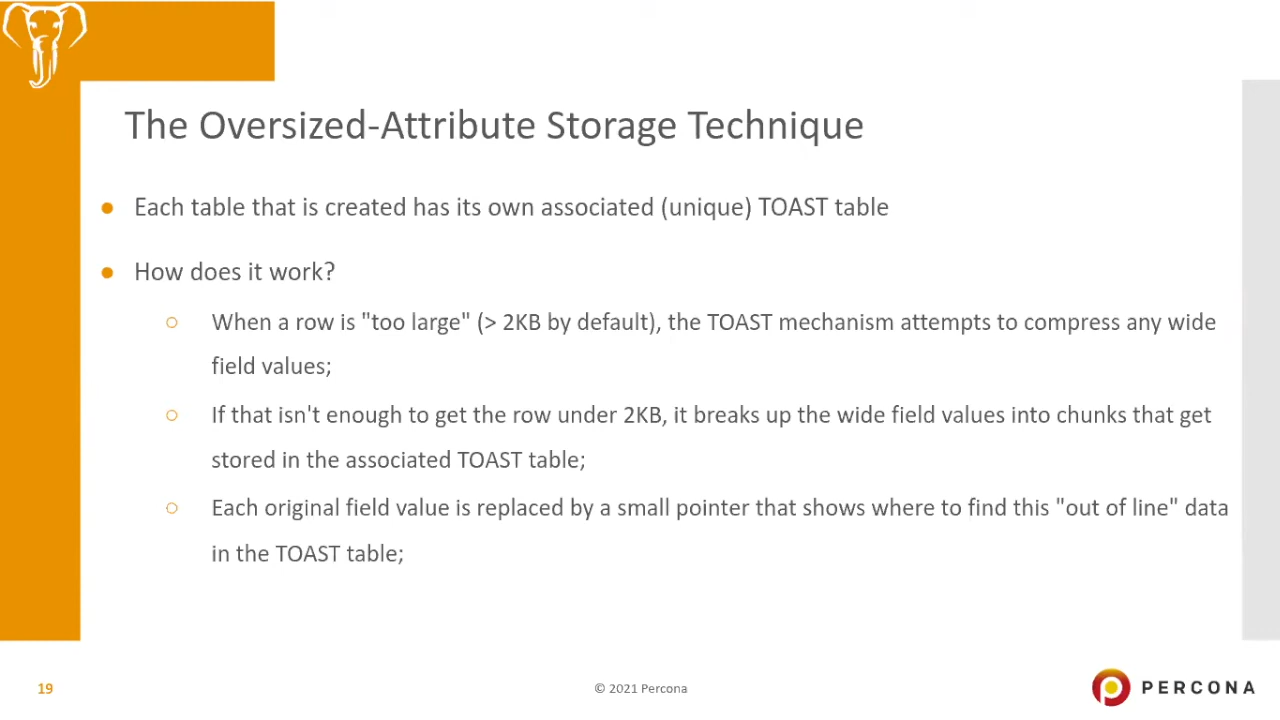 The Oversized-Attribute Storage Technique
● Each table that is created has its own associated (unique) TOAST table
● How does it work?
○ When a row is "too large" (> 2KB by default), the TOAST mechanism attempts to compress any wide
field values;
○ If that isn't enough to get the row under 2KB, it breaks up the wide field values into chunks that get
stored in the associated TOAST table;
○ Each original field value is replaced by a small pointer that shows where to find this "out of line" data
in the TOAST table;
19
© 2021 Percona
PERCONA